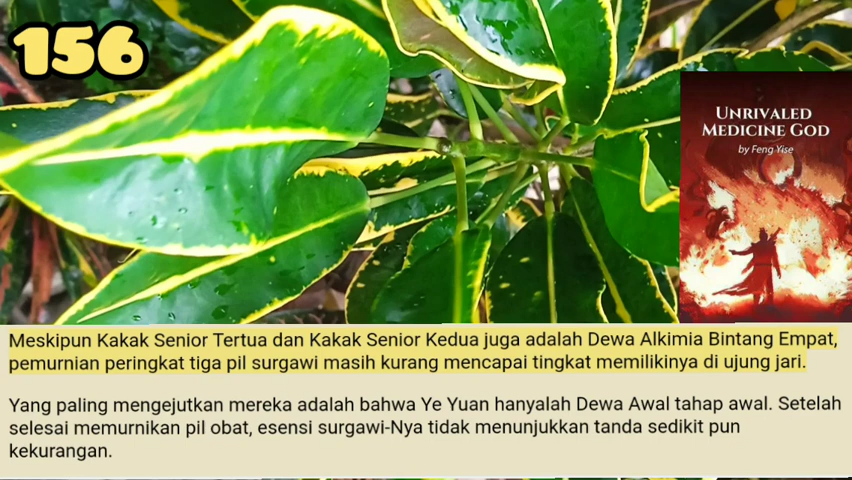 156
UNRIVALED
MEDICINE GOD
by Feng Yise
Meskipun Kakak Senior Tertua dan Kakak Senior Kedua juga adalah Dewa Alkimia Bintang Empat,
pemurnian peringkat tiga pil surgawi masih kurang mencapai tingkat memilikinya di ujung jari.
Yang paling mengejutkan mereka adalah bahwa Ye Yuan hanyalah Dewa Awal tahap awal. Setelah
selesai memurnikan pil obat, esensi surgawi-Nya tidak menunjukkan tanda sedikit pun
kekurangan.